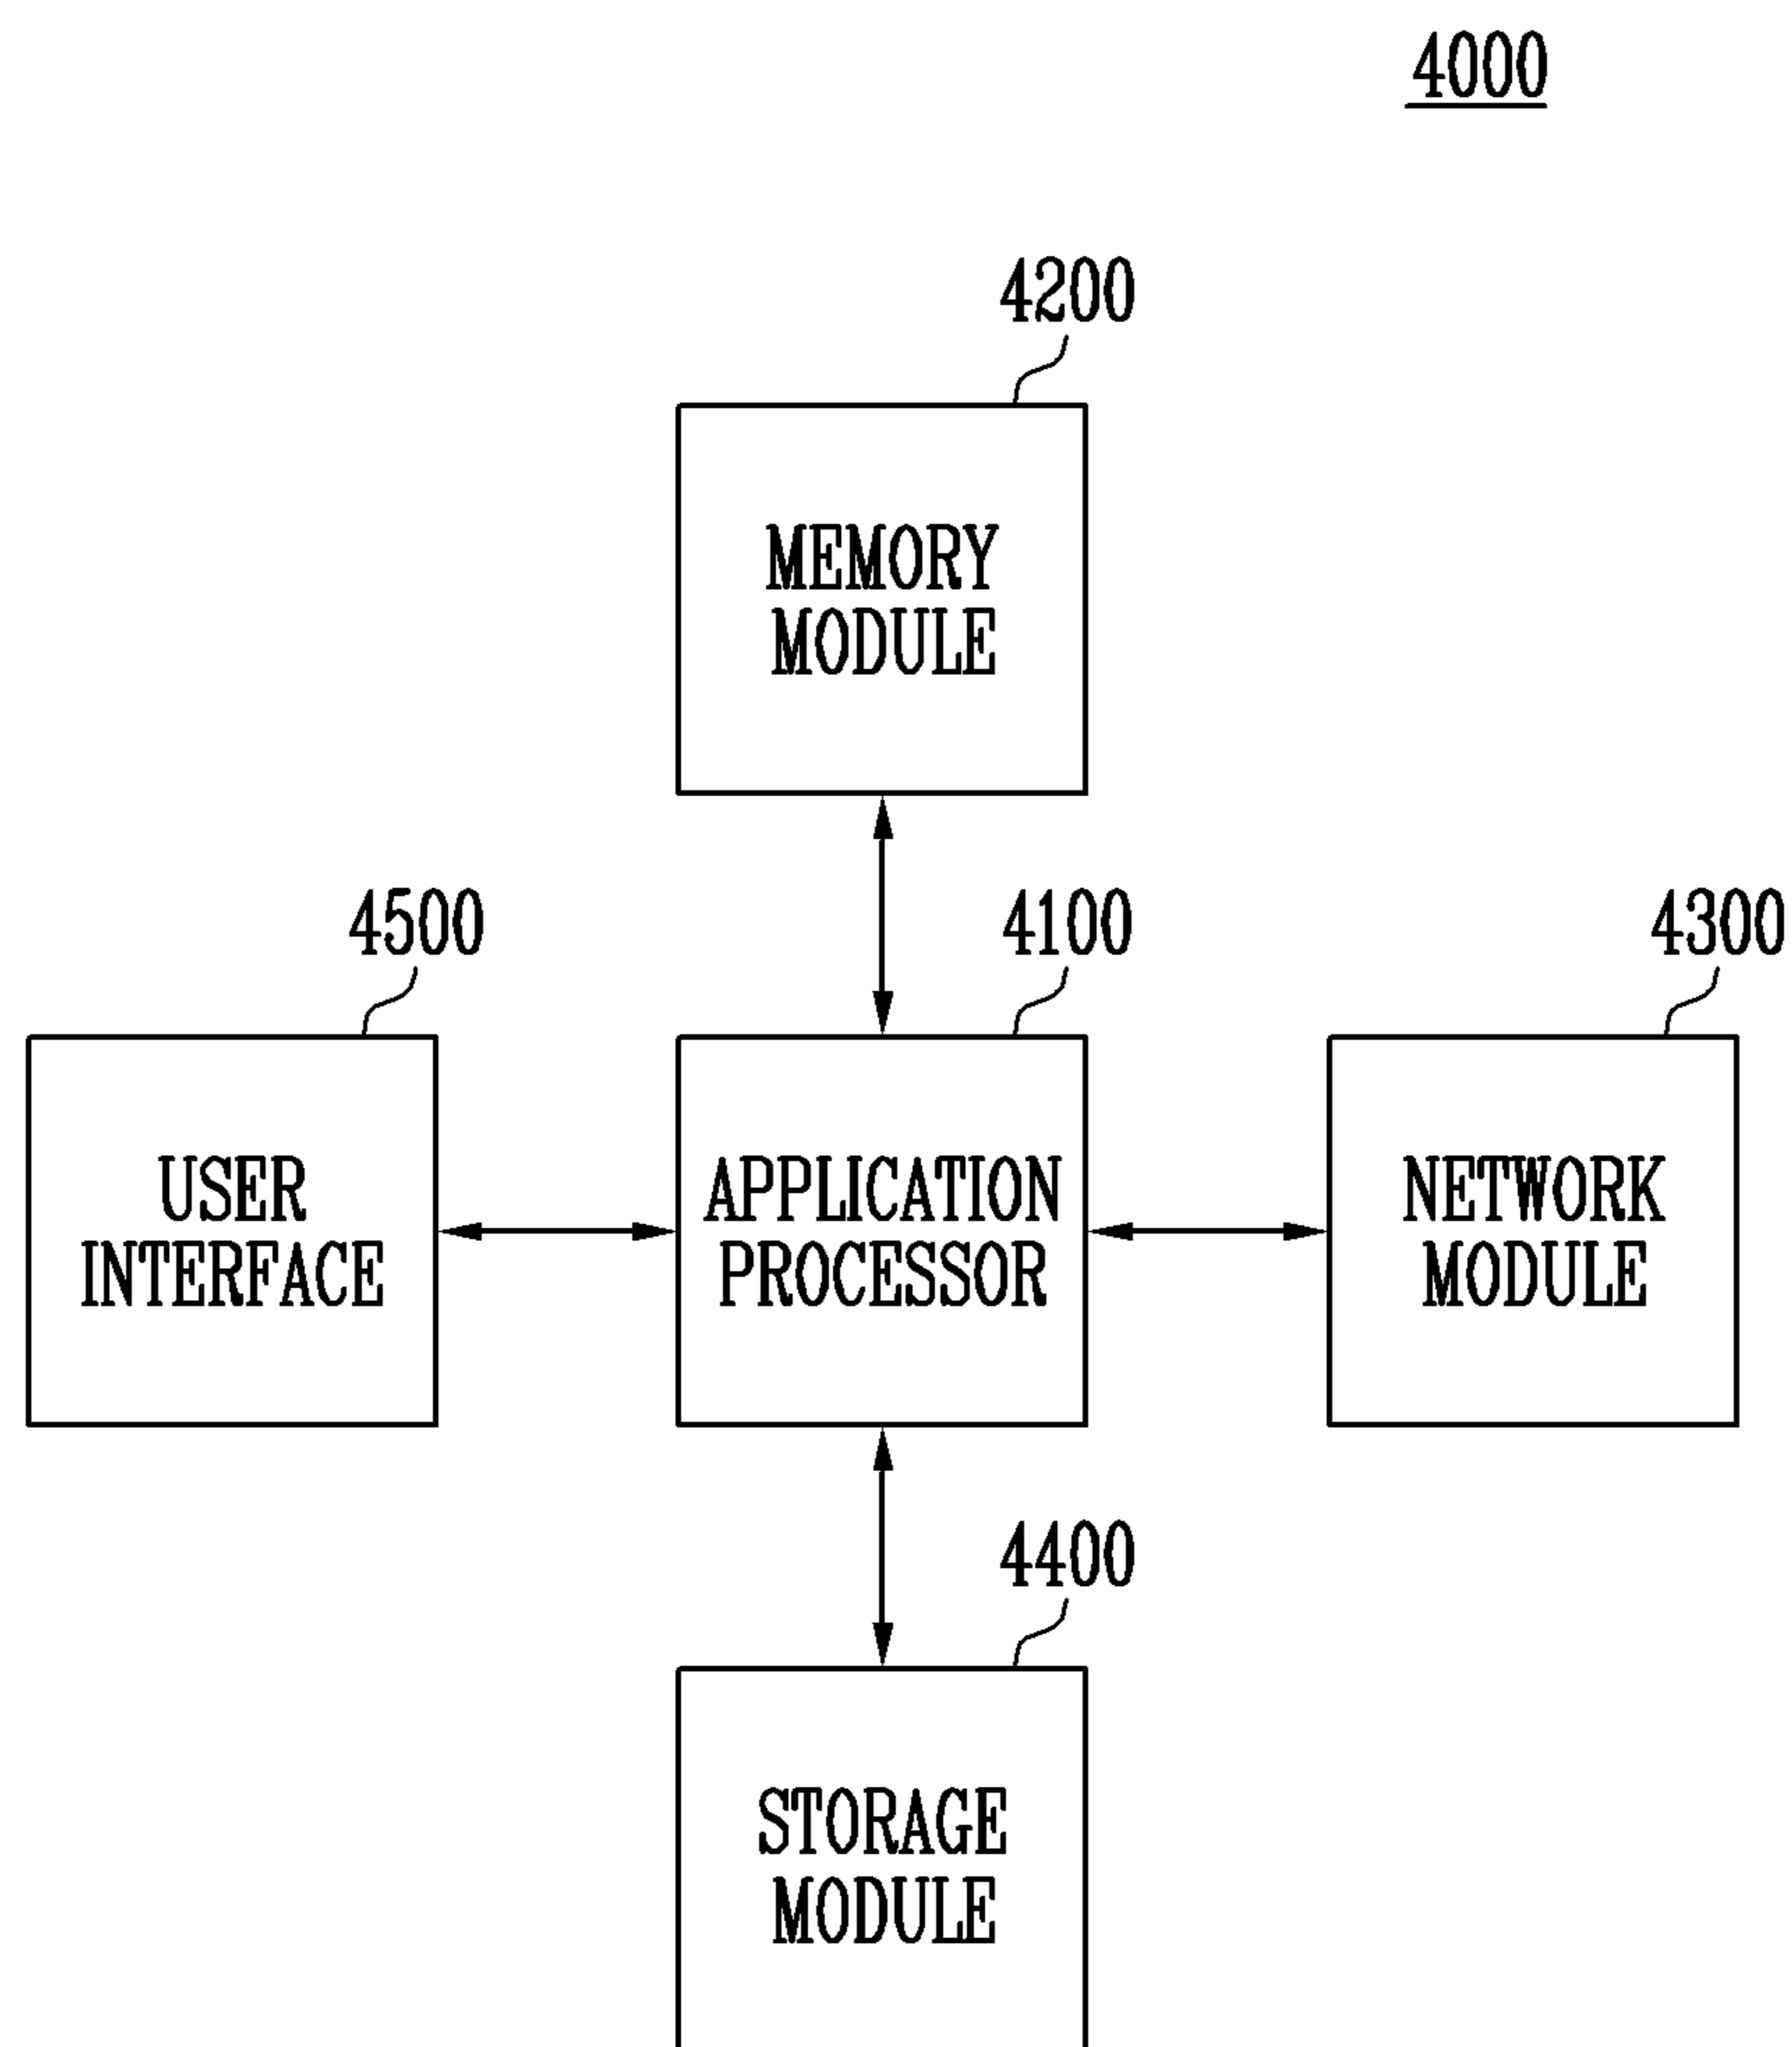 4000
4200
MEMORY
MODULE
4500
4100
4300
USER
INTERFACE
APPLICATION
PROCESSOR
NETWORK
MODULE
4400
STORAGE
MODULE